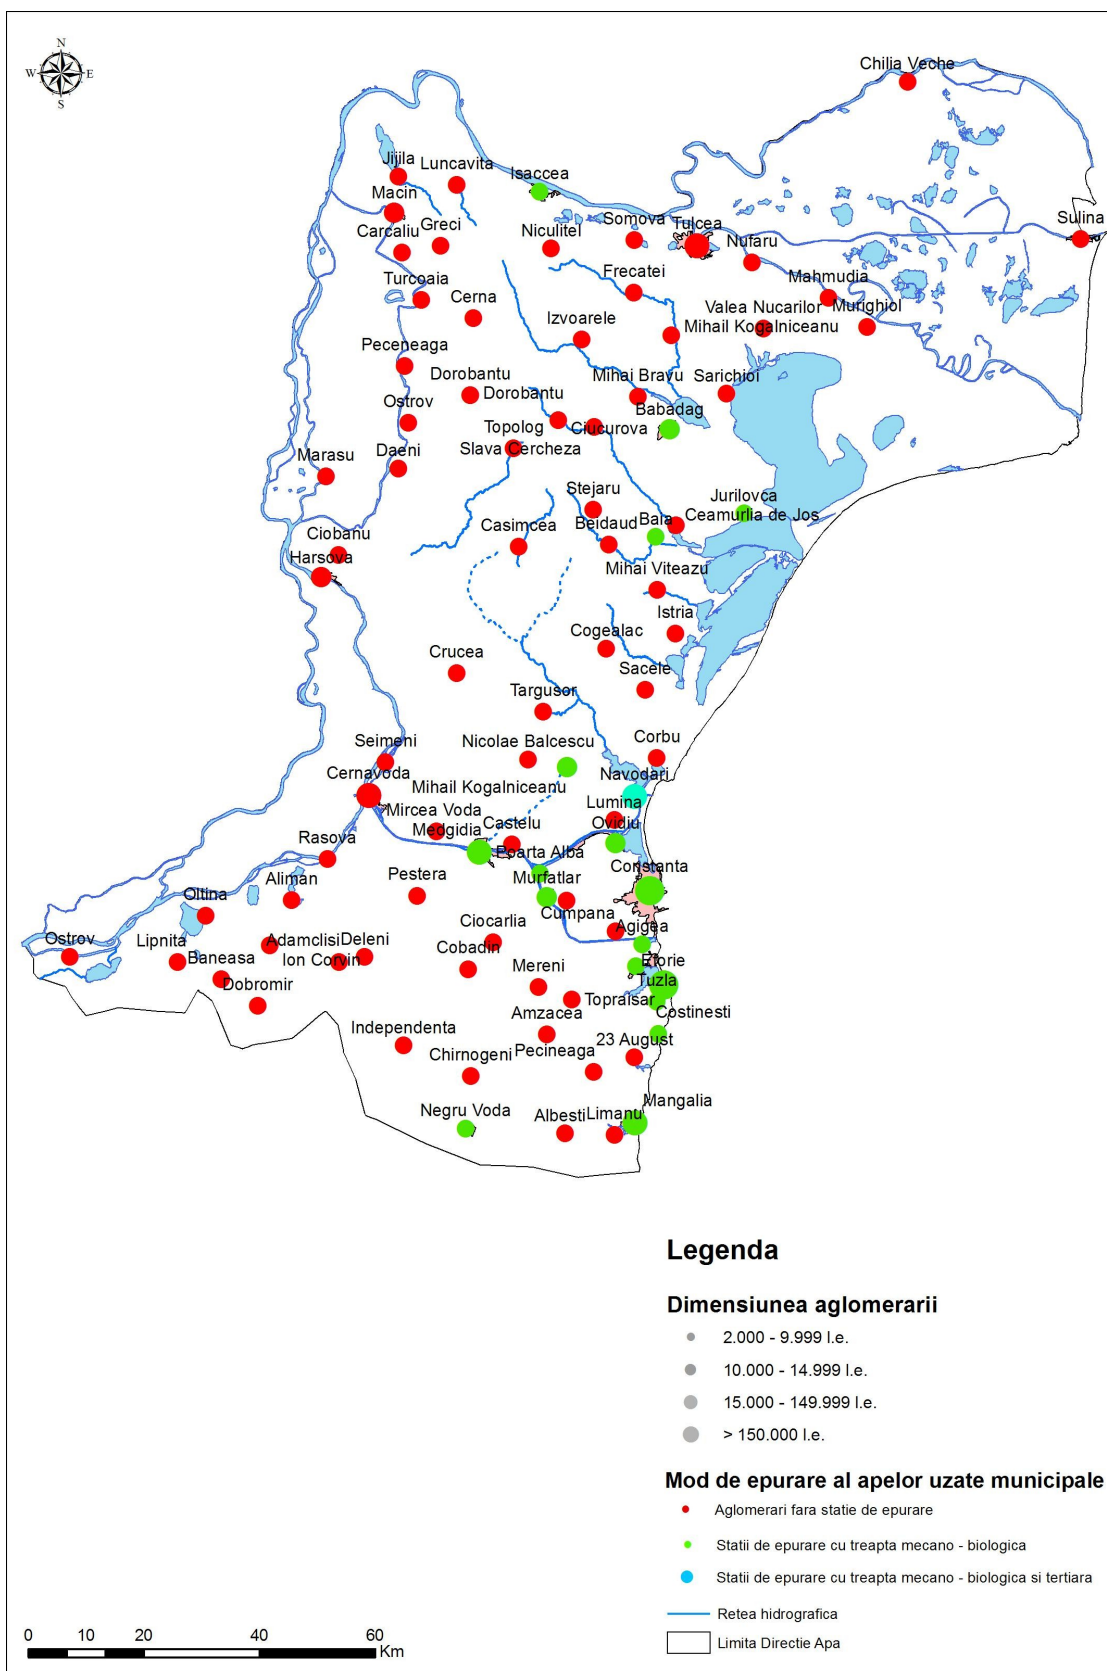 N
W
E
S
Chilia Veche
Jijila
Luncavita
Isaccea
Macin
Sulina
Carcaliu
Greci
Niculitel
Somova
Tulcea
Nufaru
Turcoaia
Cerna
Frecatei
Mahmudia
Valea Nucarilor
Murighiol
Izvoarele
Mihail Kogalniceanu
Peceneaga
Dorobantu
Mihai Bravu
Sarichioi
Dorobantu
Ostrov
Babadag
Topolog
Ciucurova
Marasu
Daeni
Slava Cercheza
Stejaru
Jurilovca
Casimcea
Beidaud
Baia
Ceamurlia de Jos
Ciobanu
Harsova
Mihai Viteazu
Istria
Cogealac
Crucea
Sacele
Targusor
Seimeni
Nicolae Balcescu
Corbu
Cernavoda
Mihail Kogalniceanu
Navodari
Mircea Voda
Lumina
Medgidia
Castelu
Ovidiu
Rasova
Poarta Alba
Aliman
Pestera
Murfatlar
Constanta
Oltina
Cumpana
Ciocarlia
Agigea
Ostrov
Lipnita
Adamclisi
Deleni
Baneasa
Ion Corvin
Cobadin
Eforie
Dobromir
Mereni
Tuzla
Topraisar
Amzacea
Costinesti
Independenta
Pecineaga
23 August
Chirnogeni
Negru Voda
Albesti
Limanu
Mangalia
Legenda
Dimensiunea aglomerarii
2.000 - 9.999 l.e.
10.000 - 14.999 l.e.
15.000 - 149.999 l.e.
> 150.000 l.e.
Mod de epurare al apelor uzate municipale
Aglomerari fara statie de epurare
Statii de epurare cu treapta mecano - biologica
Statii de epurare cu treapta mecano - biologica si tertiara
Retea hidrografica
Limita Directie Apa
0 10 20 40 60
Km